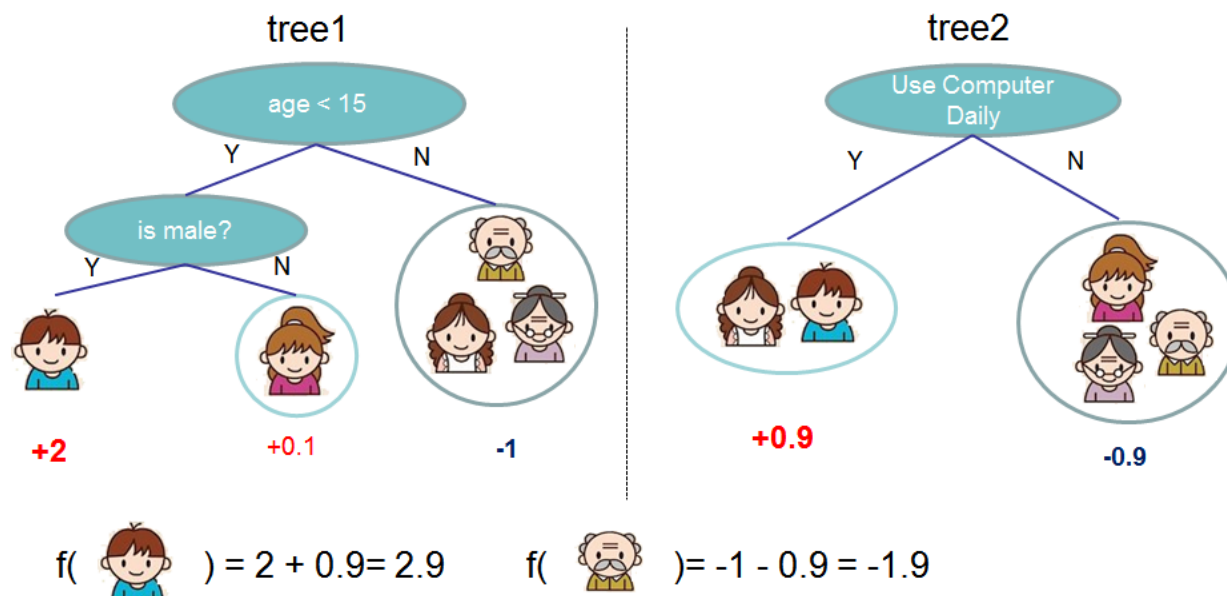 tree1
age < 15
Y
N
is male?
Y
N
+2
+0.1
-1
tree2
Use Computer
Daily
Y
N
+0.9
-0.9
f( ) = 2 + 0.9= 2.9
f( )= -1 - 0.9 = -1.9